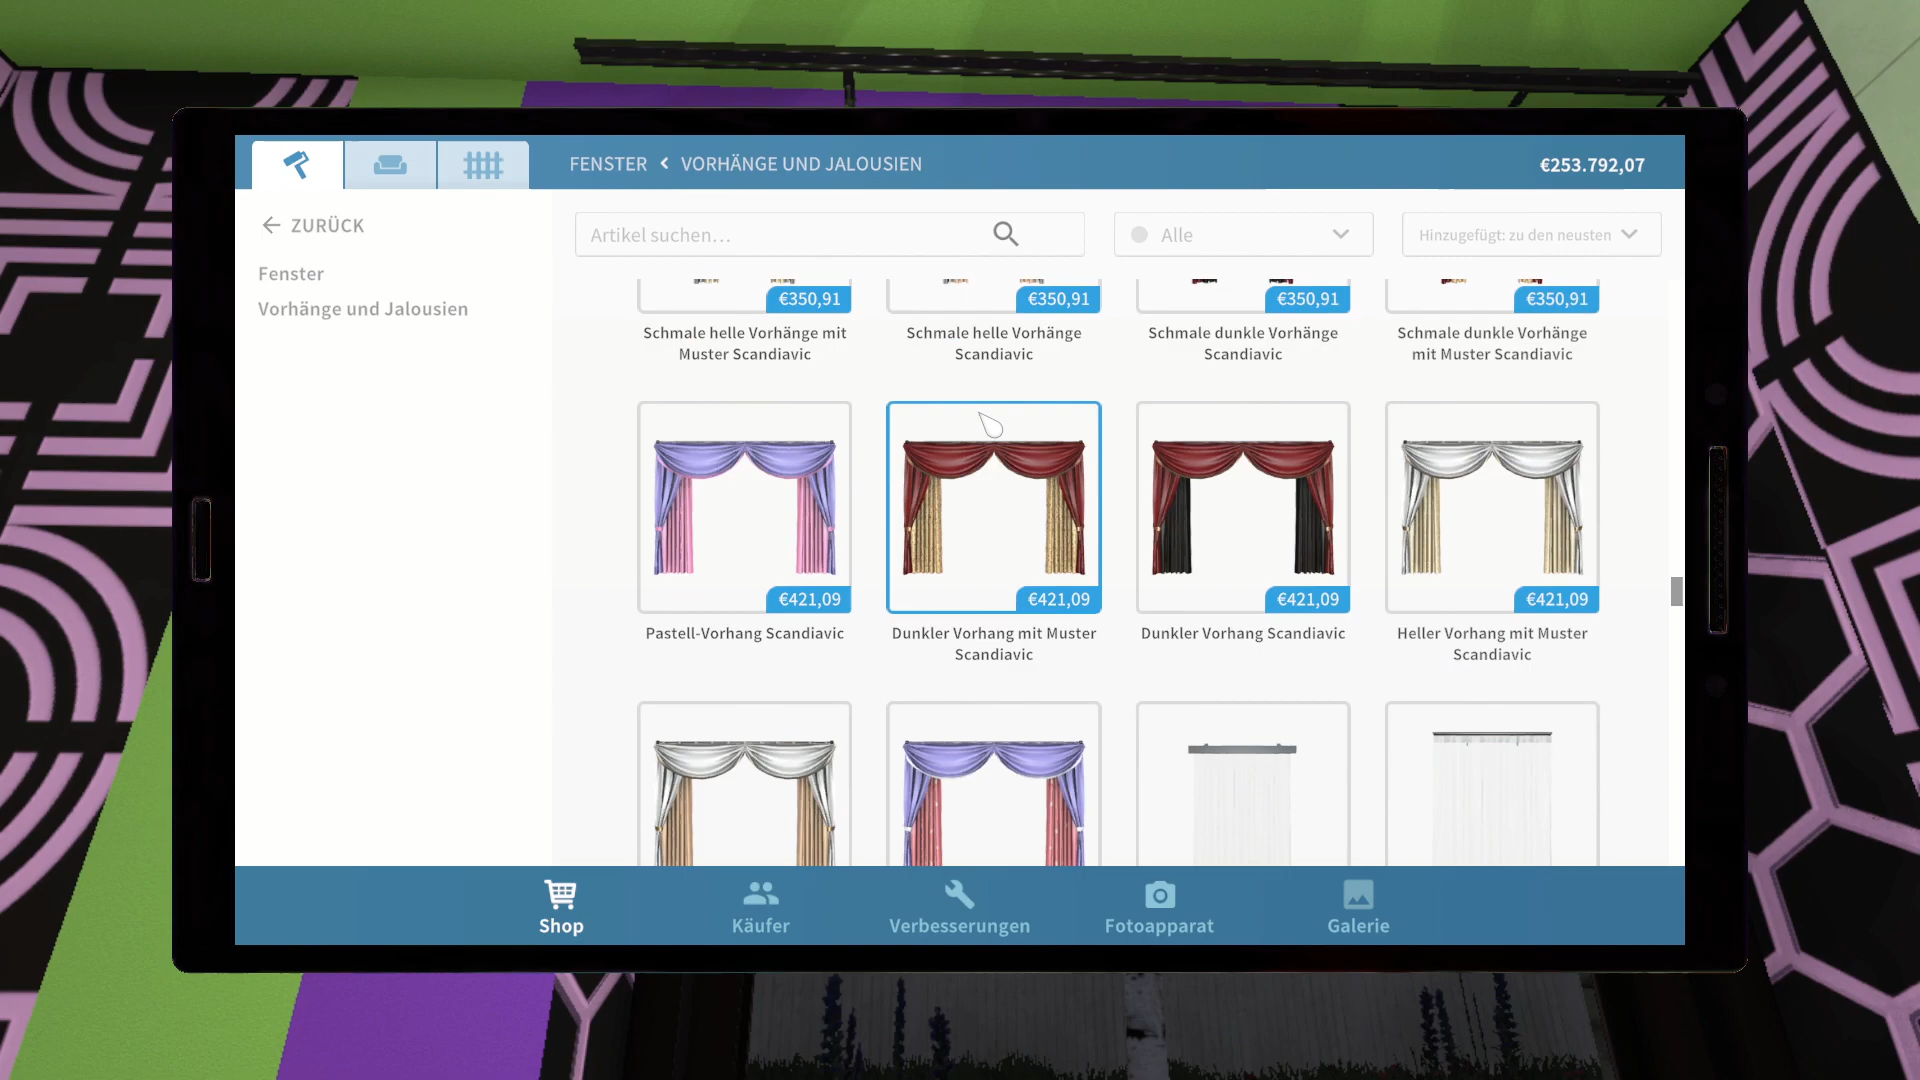 FENSTER < VORHÄNGE UND JALOUSIEN
€253.792,07
ZURÜCK
Fenster
Vorhänge und Jalousien
Artikel suchen…
Alle
Hinzugefügt: zu den neusten
€350,91
€350,91
€350,91
€350,91
Schmale helle Vorhänge mit
Muster Scandiavic
Schmale helle Vorhänge
Scandiavic
Schmale dunkle Vorhänge
Scandiavic
Schmale dunkle Vorhänge
mit Muster Scandiavic
€421,09
€421,09
€421,09
€421,09
Pastell-Vorhang Scandiavic
Dunkler Vorhang mit Muster
Scandiavic
Dunkler Vorhang Scandiavic
Heller Vorhang mit Muster
Scandiavic
Shop
Käufer
Verbesserungen
Fotoapparat
Galerie